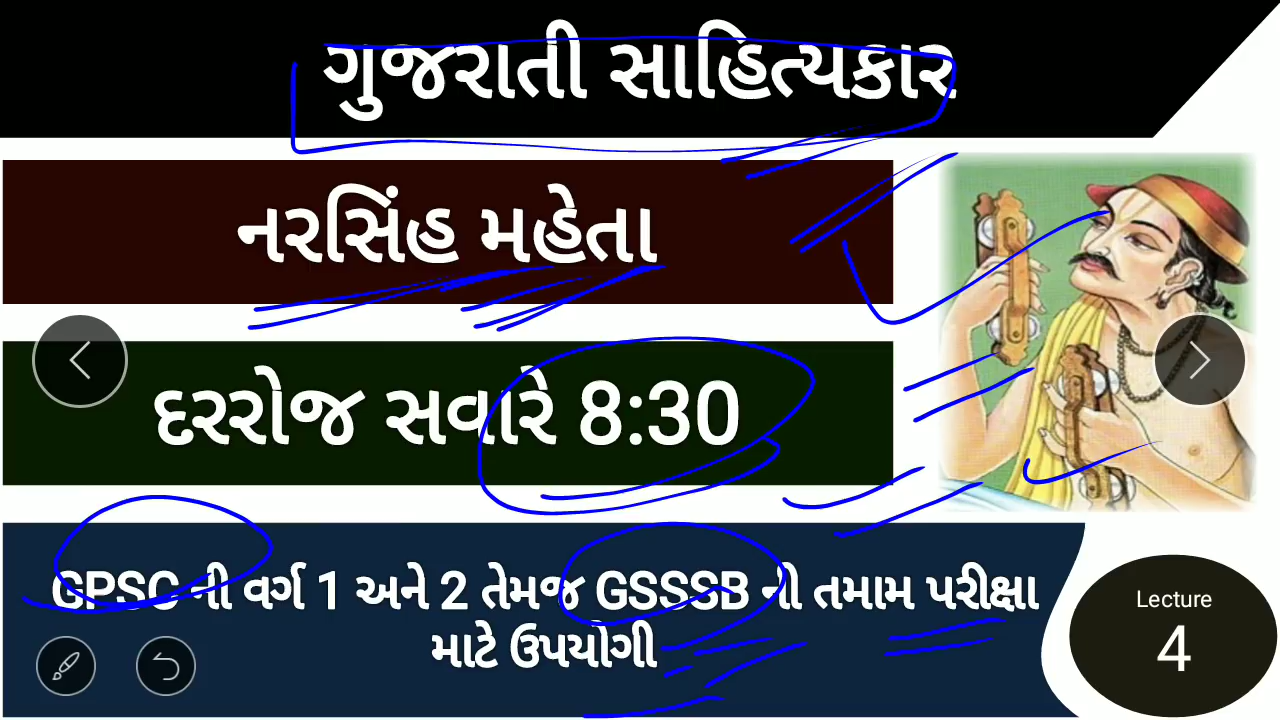 ગુજરાતી સાહિત્યકાર
નરસિંહ મહેતા
દરરોજ સવારે 8:30
GPSC ની વર્ગ 1 અને 2 તેમજ GSSSB ની તમામ પરીક્ષા
માટે ઉપયોગી
Lecture
4